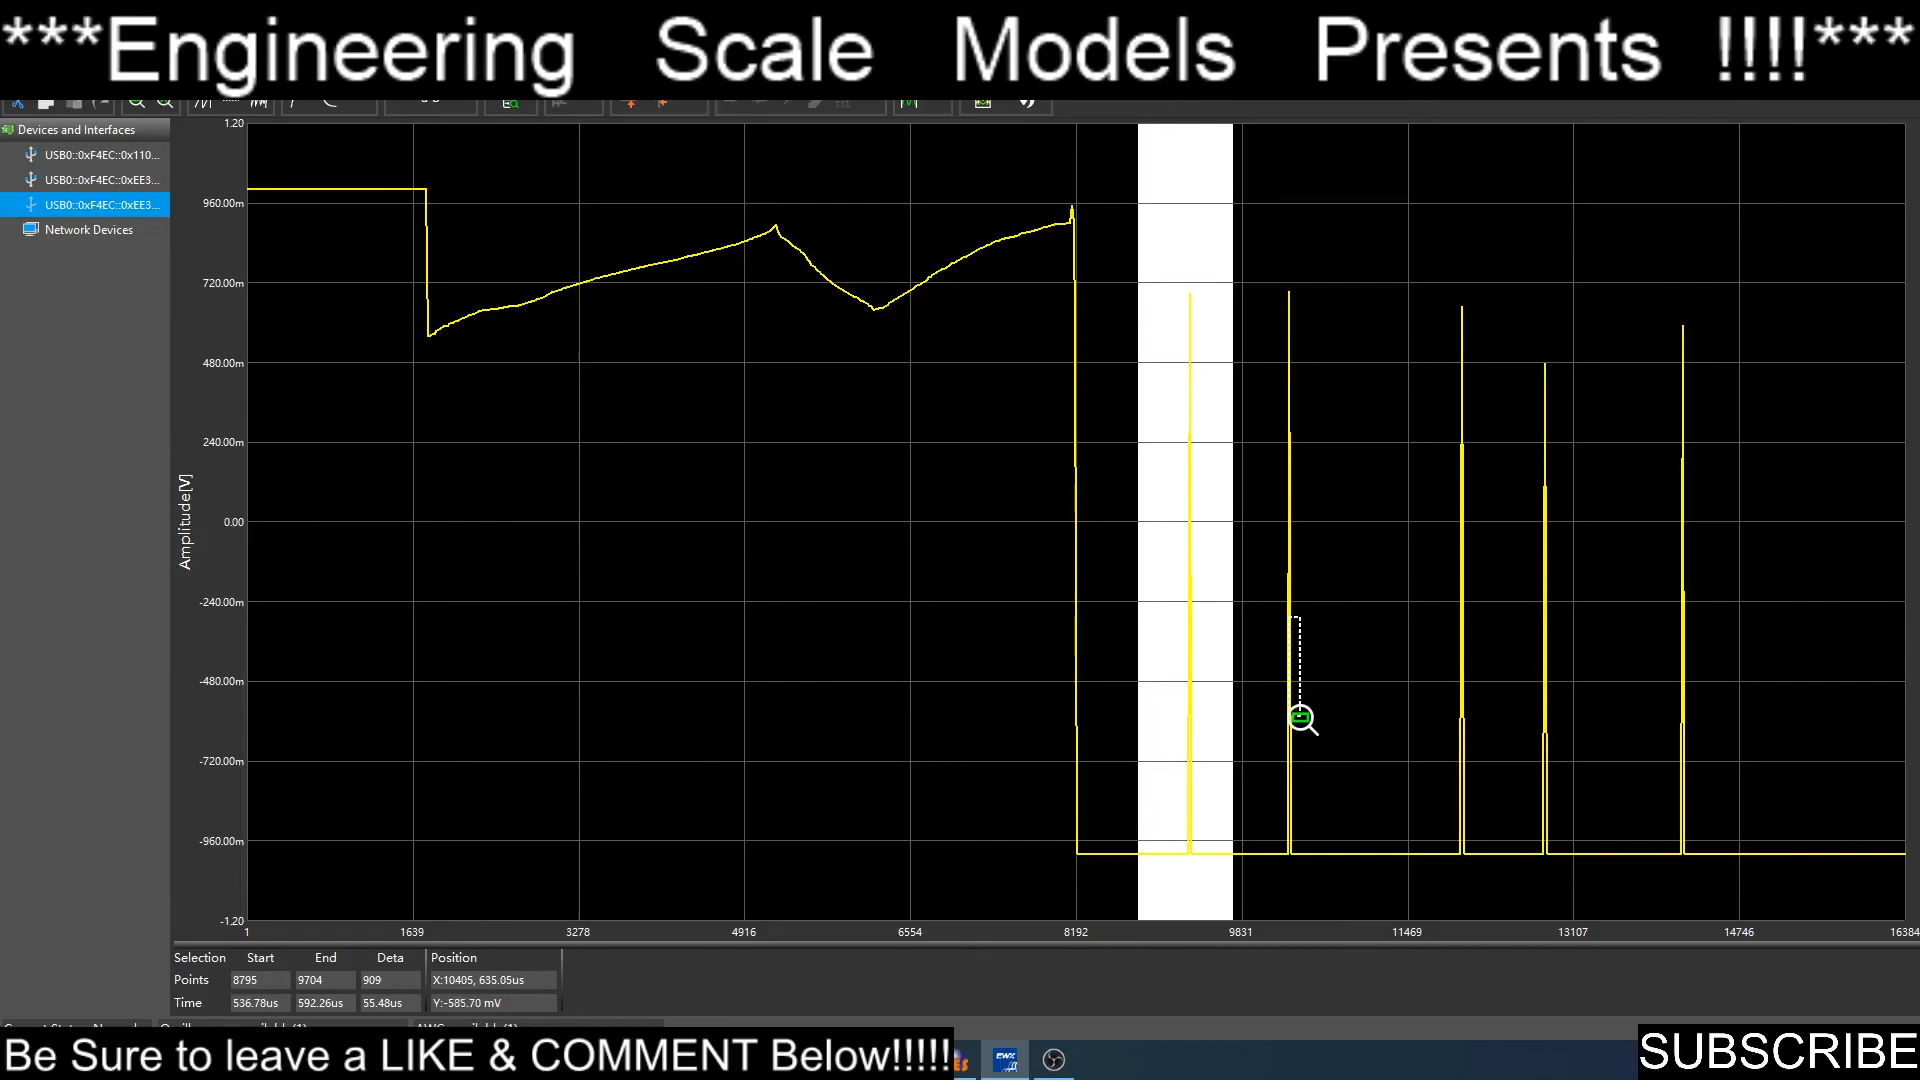 ***Engineering Scale Models Presents !!!!***
Devices and Interfaces
USB0::0xF4EC::0x110...
USB0::0xF4EC::0xEE3...
USB0::0xF4EC::0xEE3...
Network Devices
Amplitude[V]
1.20
960.00m
720.00m
480.00m
240.00m
0.00
-240.00m
-480.00m
-720.00m
-960.00m
-1.20
1 1639 3278 4916 6554 8192 9831 11469 13107 14746 16384
Selection Start End Deta Position
Points 8795 9704 909 X:10405, 635.05us
Time 536.78us 592.26us 55.48us Y:-585.70 mV
Be Sure to leave a LIKE & COMMENT Below!!!!!
SUBSCRIBE